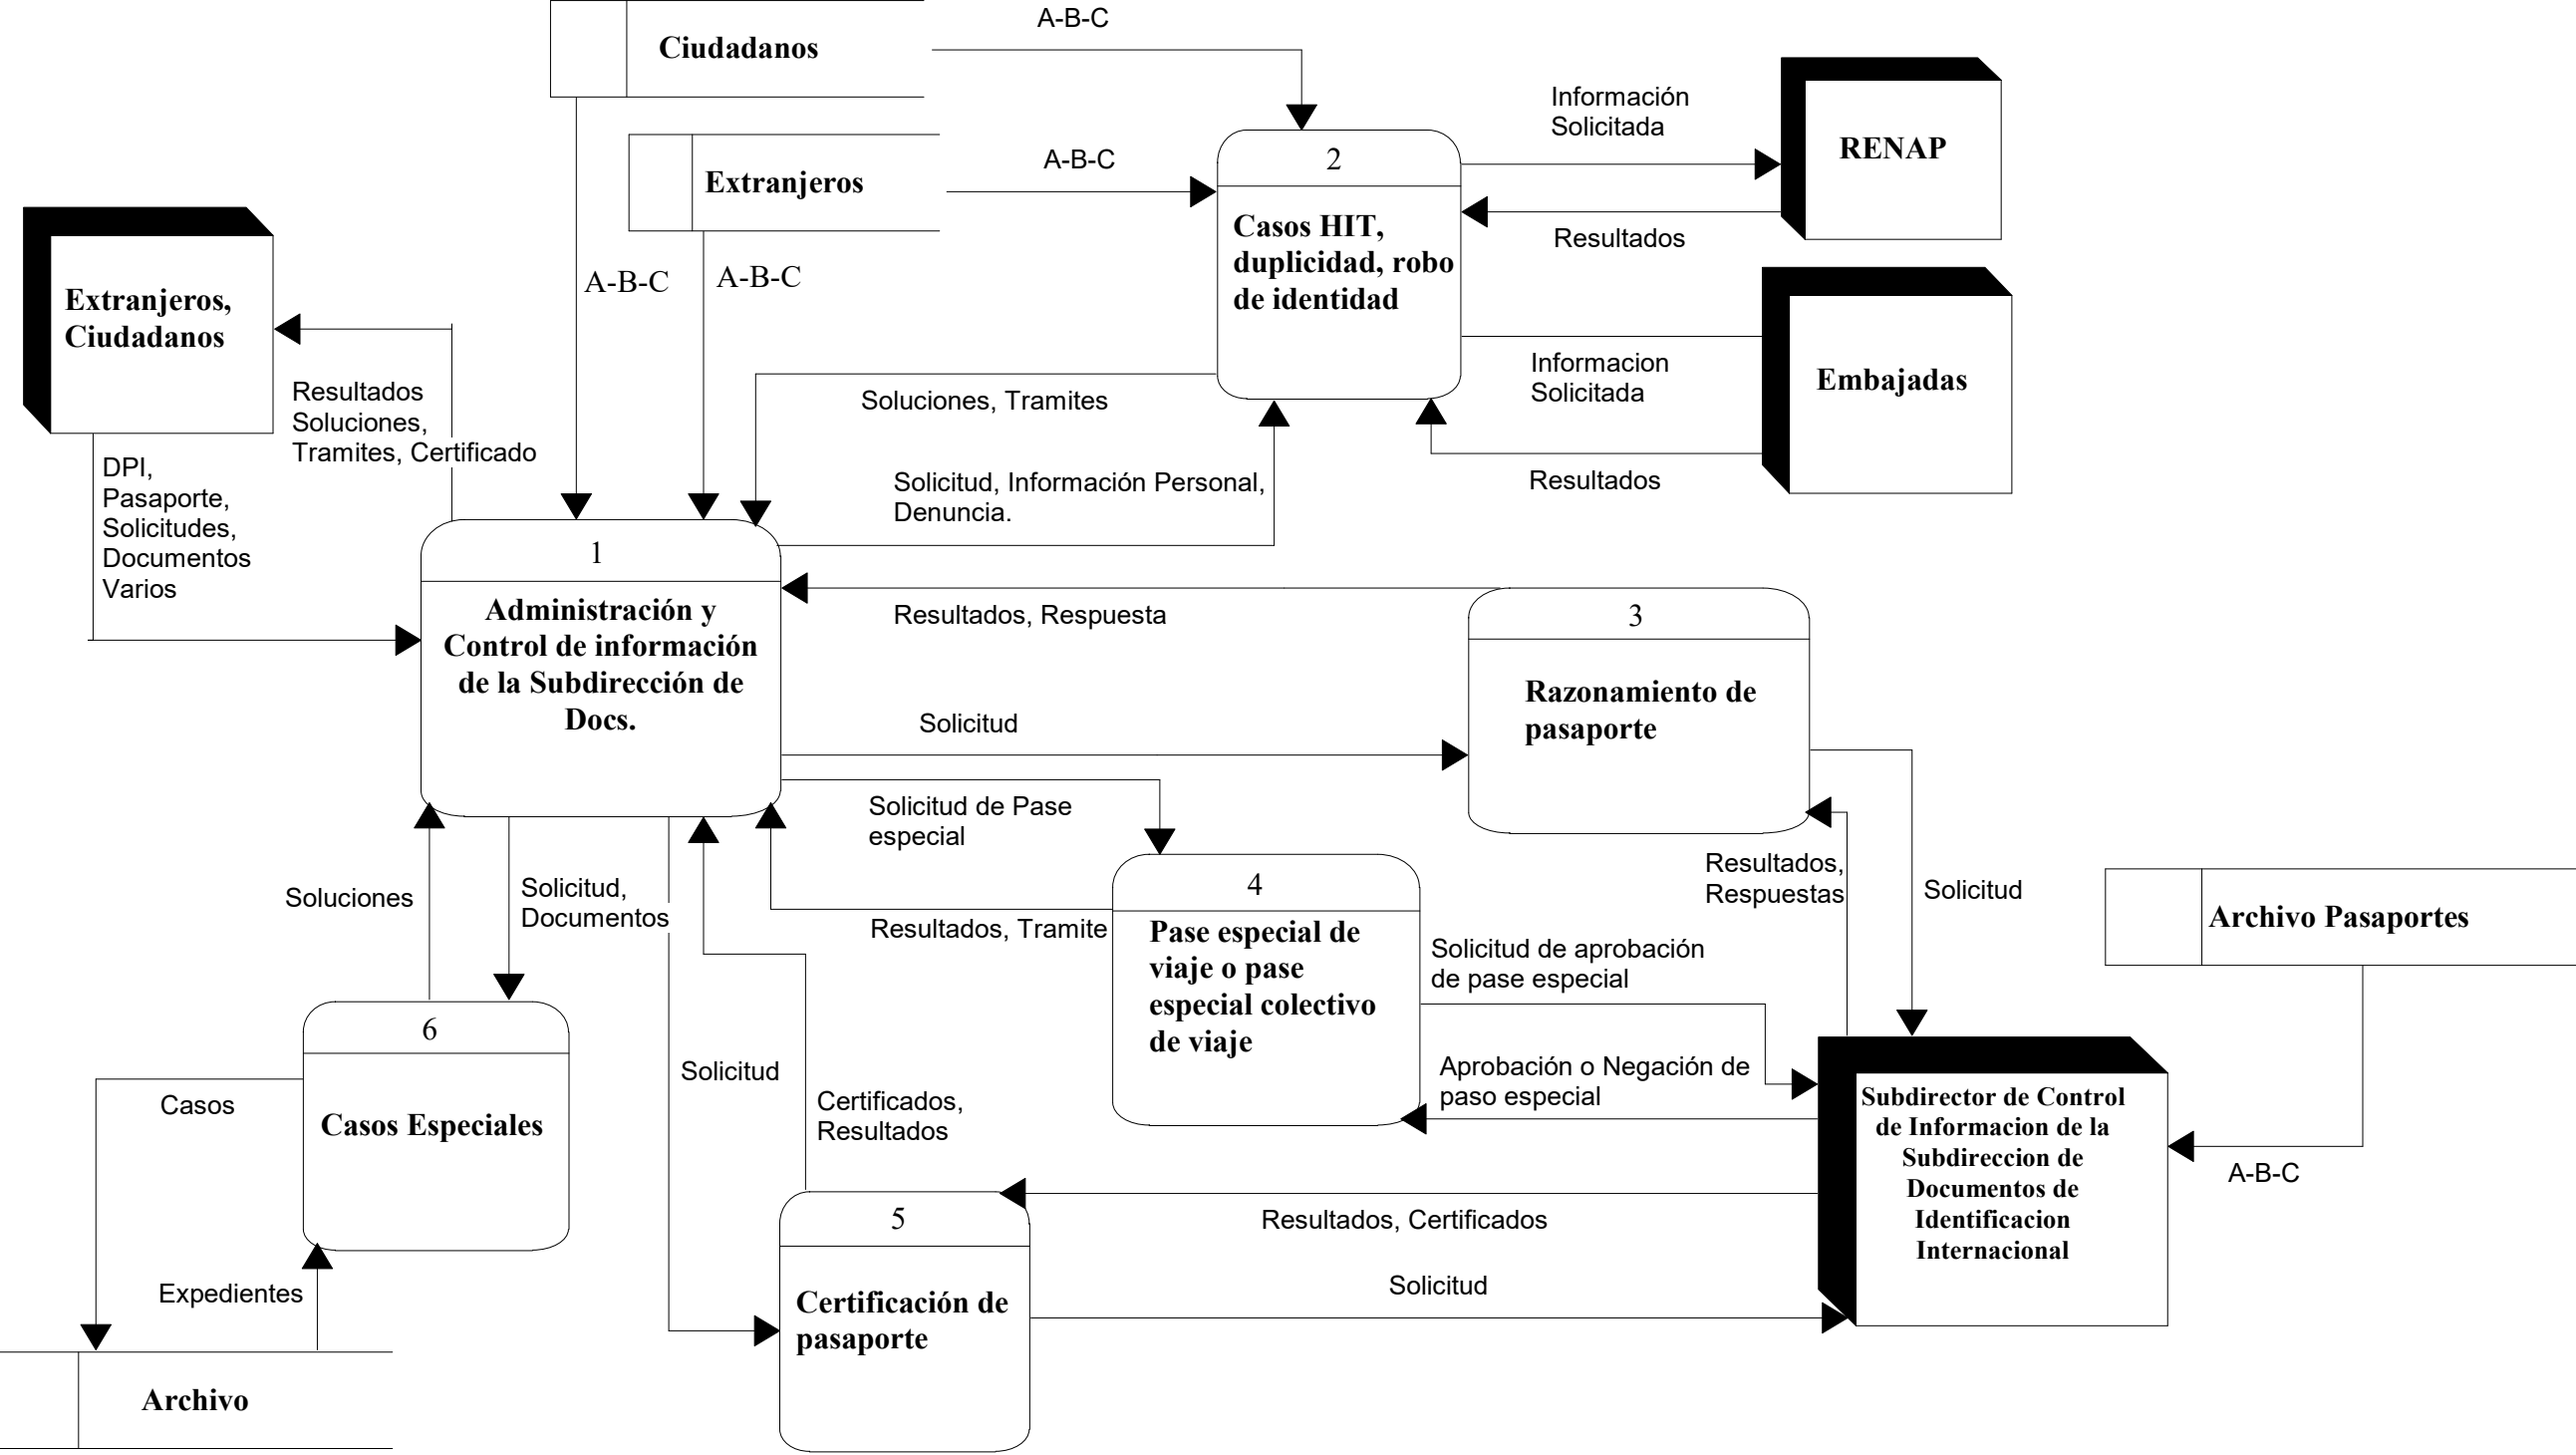 A-B-C
Ciudadanos
Información
Solicitada
RENAP
A-B-C
2
Extranjeros
Casos HIT,
duplicidad, robo
de identidad
Resultados
A-B-C
A-B-C
Extranjeros,
Ciudadanos
Informacion
Solicitada
Embajadas
Resultados
Soluciones,
Tramites, Certificado
Soluciones, Tramites
DPI,
Pasaporte,
Solicitudes,
Documentos
Varios
Solicitud, Información Personal,
Denuncia.
Resultados
1
Administración y
Control de información
de la Subdirección de
Docs.
Resultados, Respuesta
3
Razonamiento de
pasaporte
Solicitud
Solicitud de Pase
especial
Soluciones
Solicitud,
Documentos
Resultados, Tramite
4
Pase especial de
viaje o pase
especial colectivo
de viaje
Resultados,
Respuestas
Solicitud
Archivo Pasaportes
Solicitud de aprobación
de pase especial
6
Casos Especiales
Solicitud
Casos
Certificados,
Resultados
Aprobación o Negación de
paso especial
Subdirector de Control
de Informacion de la
Subdireccion de
Documentos de
Identificacion
Internacional
A-B-C
5
Certificación de
pasaporte
Resultados, Certificados
Solicitud
Expedientes
Archivo